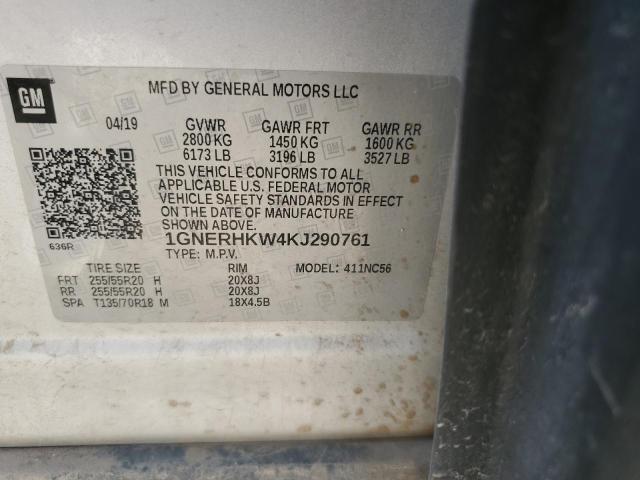 GM
MFD BY GENERAL MOTORS LLC
04/19 GVWR GAWR FRT GAWR RR
2800 KG 1450 KG 1600 KG
6173 LB 3196 LB 3527 LB
THIS VEHICLE CONFORMS TO ALL
APPLICABLE U.S. FEDERAL MOTOR
VEHICLE SAFETY STANDARDS IN EFFECT
ON THE DATE OF MANUFACTURE
SHOWN ABOVE.
636R
1GNERHKW4KJ290761
TYPE: M.P.V. MODEL: 411NC56
TIRE SIZE RIM
FRT 255/55R20 H 20X8J
RR 255/55R20 H 20X8J
SPA T135/70R18 M 18X4.5B